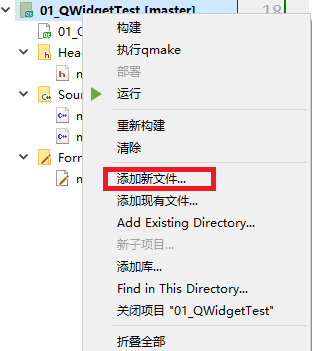 01_QWidgetTest [master]
18
01_Q
Head
h m
Sour
m
m
Form
m
构建
执行qmake
部署
运行
重新构建
清除
添加新文件...
添加现有文件...
Add Existing Directory...
新子项目...
添加库...
Find in This Directory...
关闭项目 "01_QWidgetTest"
折叠全部